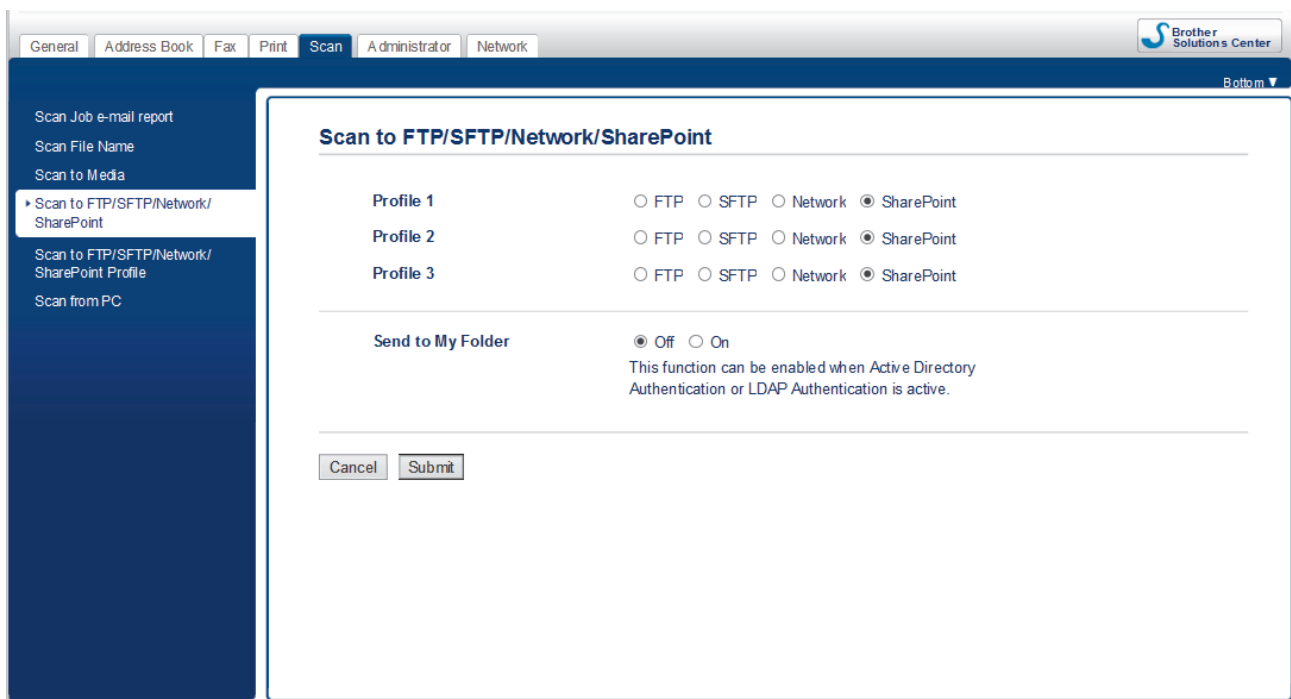 General Address Book Fax Print Scan Administrator Network
Brother
Solutions Center
Bottom ▼
Scan Job e-mail report
Scan File Name
Scan to Media
Scan to FTP/SFTP/Network/
SharePoint
Scan to FTP/SFTP/Network/
SharePoint Profile
Scan from PC
Scan to FTP/SFTP/Network/SharePoint
Profile 1 FTP SFTP Network SharePoint
Profile 2 FTP SFTP Network SharePoint
Profile 3 FTP SFTP Network SharePoint
Send to My Folder Off On
This function can be enabled when Active Directory
Authentication or LDAP Authentication is active.
Cancel Submit